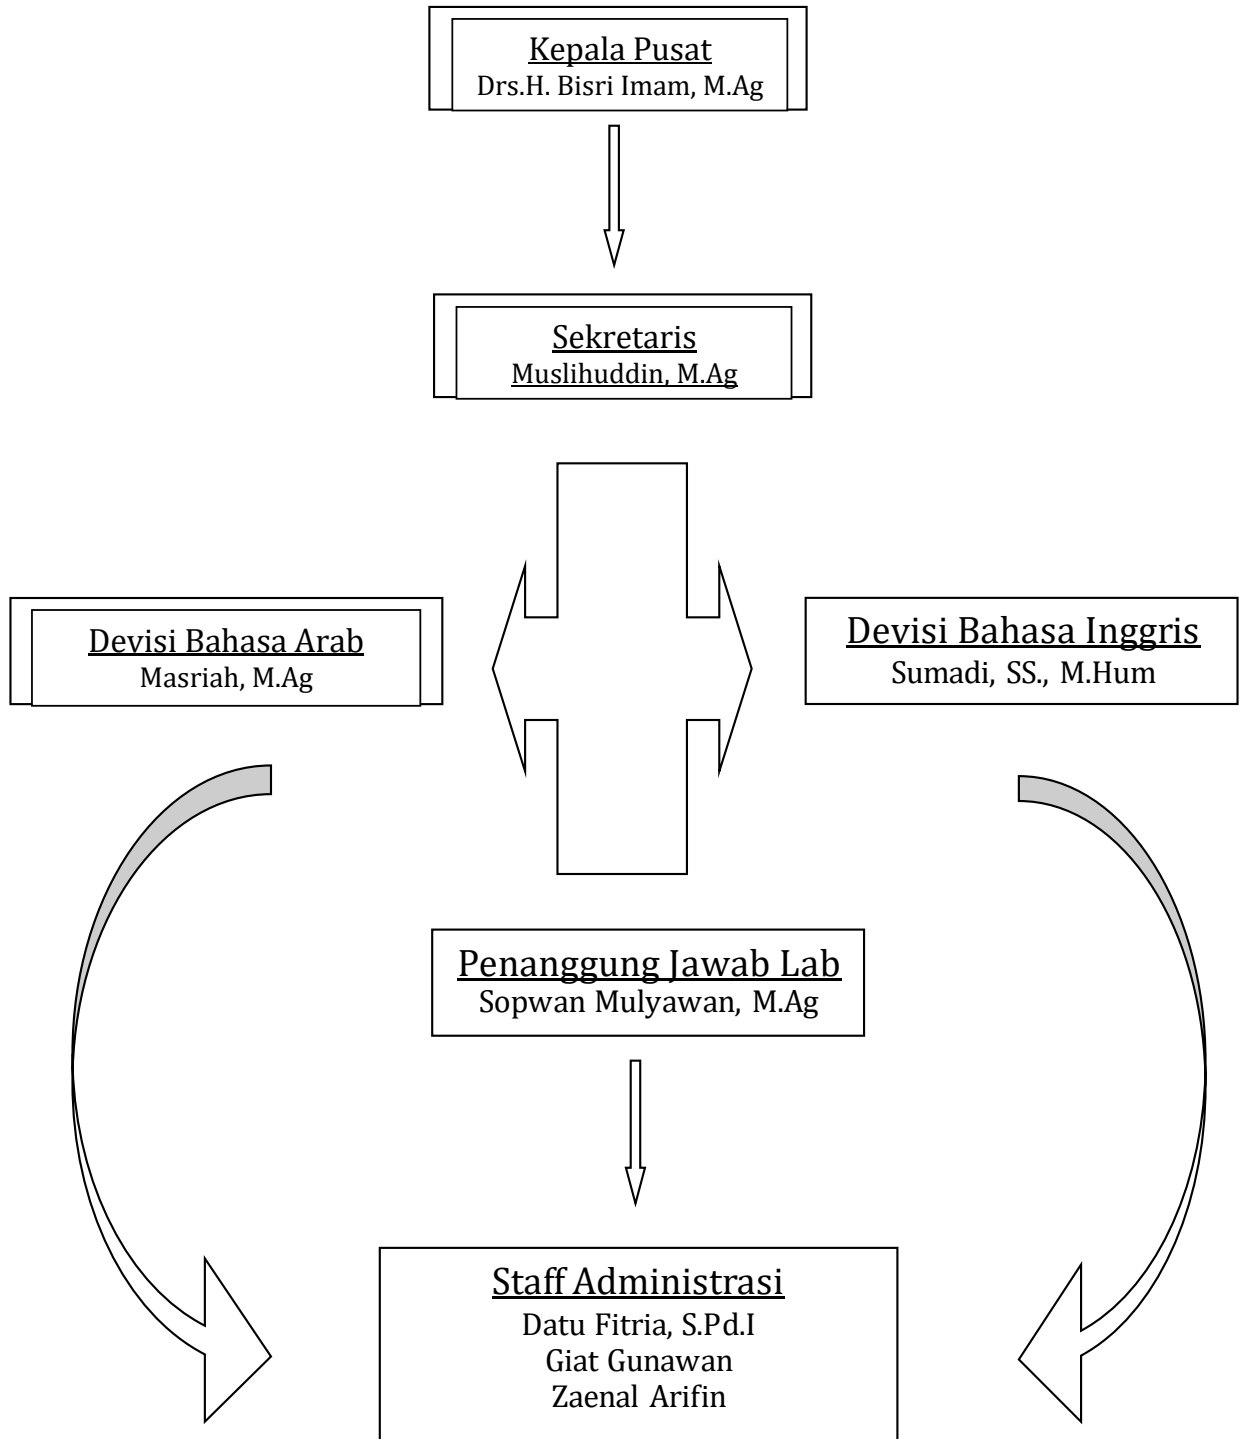 Kepala Pusat
Drs.H. Bisri Imam, M.Ag
Sekretaris
Muslihuddin, M.Ag
Devisi Bahasa Arab
Masriah, M.Ag
Devisi Bahasa Inggris
Sumadi, SS., M.Hum
Penanggung Jawab Lab
Sopwan Mulyawan, M.Ag
Staff Administrasi
Datu Fitria, S.Pd.I
Giat Gunawan
Zaenal Arifin